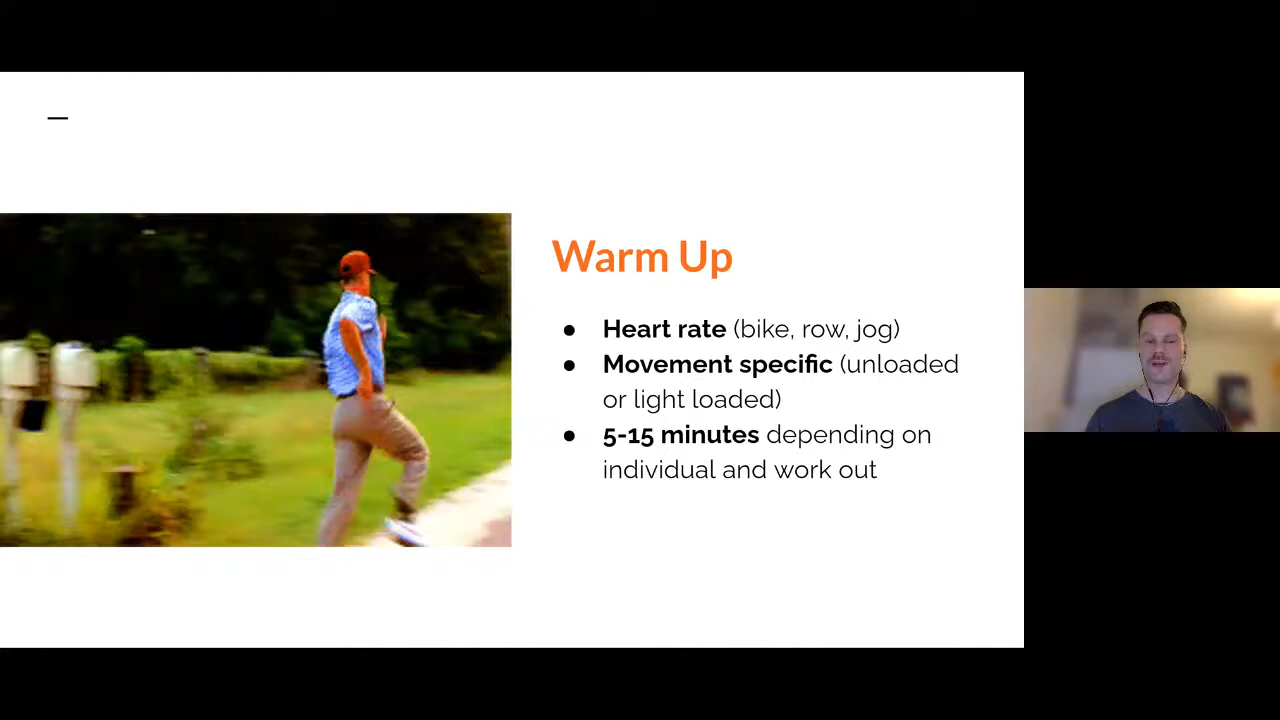 Warm Up
● Heart rate (bike, row, jog)
● Movement specific (unloaded
or light loaded)
● 5-15 minutes depending on
individual and work out